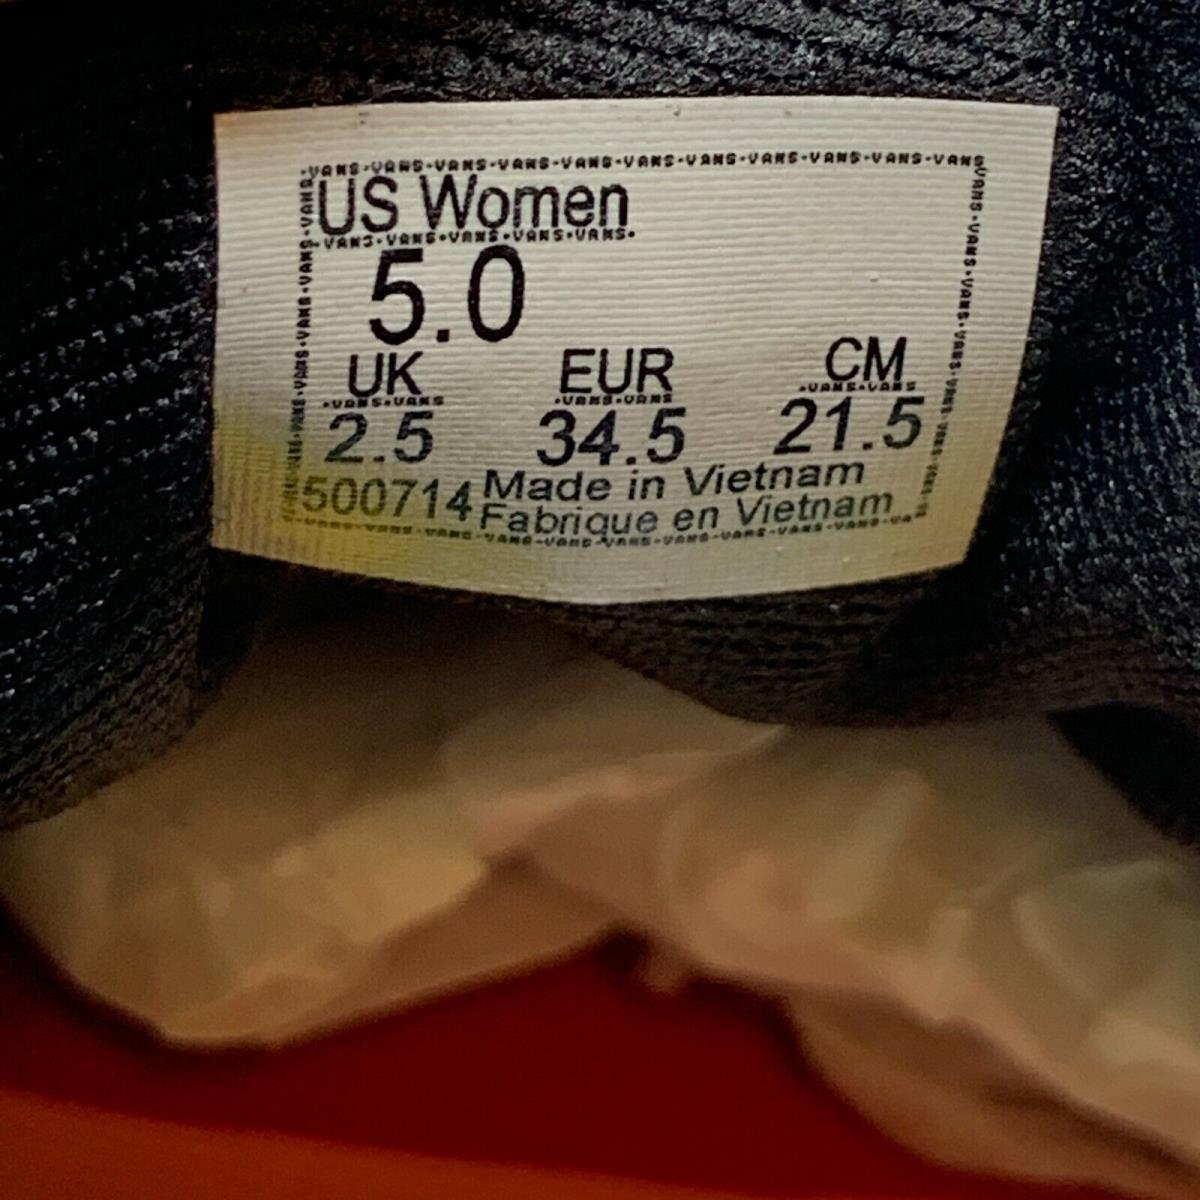 VANS-VANS-VANS-VANS-VANS-VANS-VANS-VANS-VANS-VANS-VANS
US Women
VANS-VANS-VANS-VANS-VANS-
5.0
UK EUR CM
-VANS-VANS -VANS-VANS -VANS-VANS
2.5 34.5 21.5
500714 Made in Vietnam
Fabrique en Vietnam